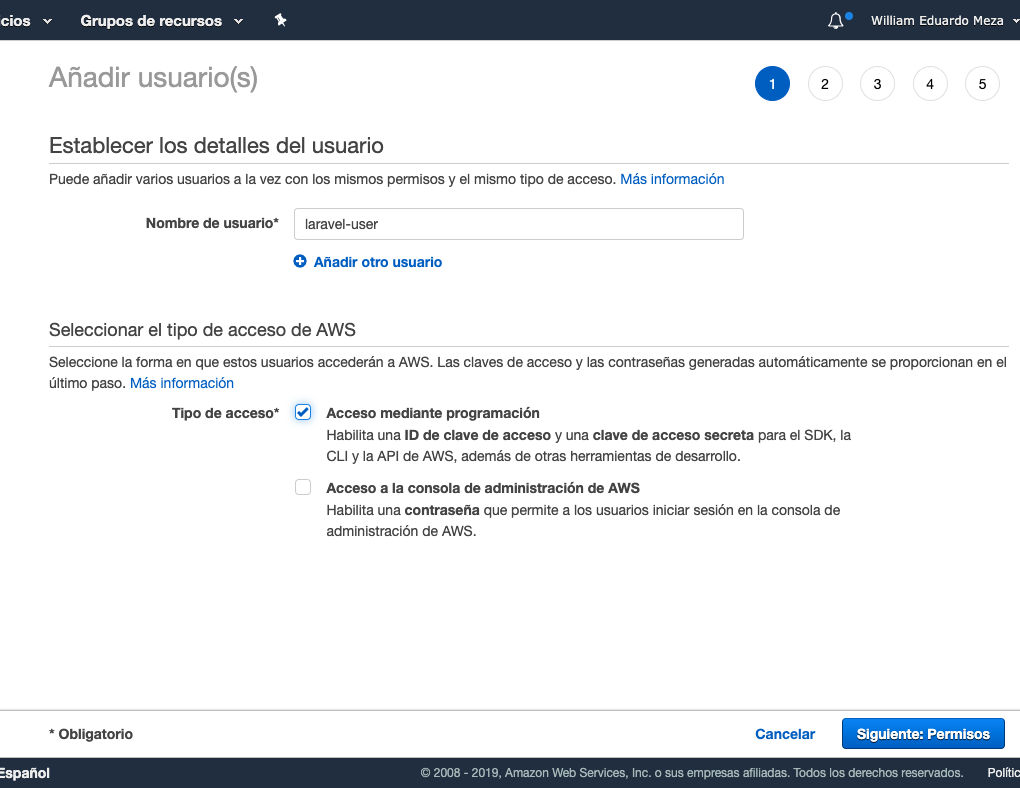 cios Grupos de recursos William Eduardo Meza
Añadir usuario(s)
1 2 3 4 5
Establecer los detalles del usuario
Puede añadir varios usuarios a la vez con los mismos permisos y el mismo tipo de acceso. Más información
Nombre de usuario* laravel-user
Añadir otro usuario
Seleccionar el tipo de acceso de AWS
Seleccione la forma en que estos usuarios accederán a AWS. Las claves de acceso y las contraseñas generadas automáticamente se proporcionan en el
último paso. Más información
Tipo de acceso* Acceso mediante programación
Habilita una ID de clave de acceso y una clave de acceso secreta para el SDK, la
CLI y la API de AWS, además de otras herramientas de desarrollo.
Acceso a la consola de administración de AWS
Habilita una contraseña que permite a los usuarios iniciar sesión en la consola de
administración de AWS.
* Obligatorio Cancelar Siguiente: Permisos
Español © 2008 - 2019, Amazon Web Services, Inc. o sus empresas afiliadas. Todos los derechos reservados. Polític